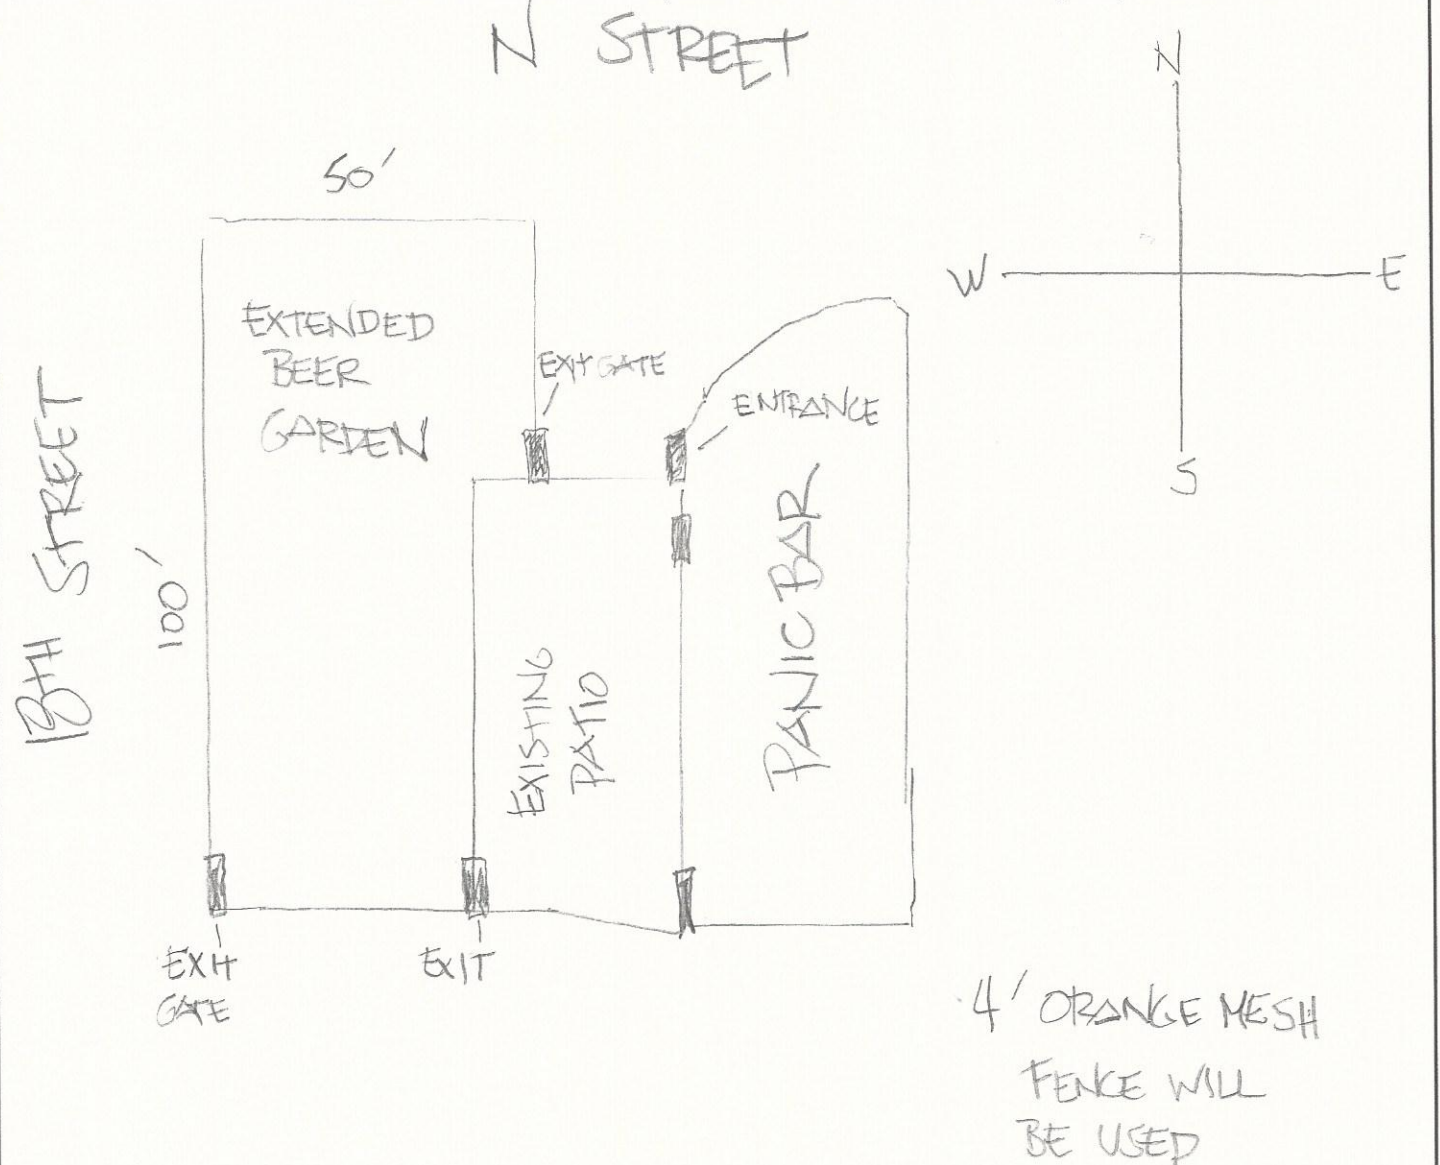 N STREET
N
50'
W
E
EXTENDED
BEER
GARDEN
EXIT GATE
ENTRANCE
S
18TH STREET
100'
EXISTING
PATIO
PANIC BAR
EXIT
GATE
EXIT
4' ORANGE MESH
FENCE WILL
BE USED